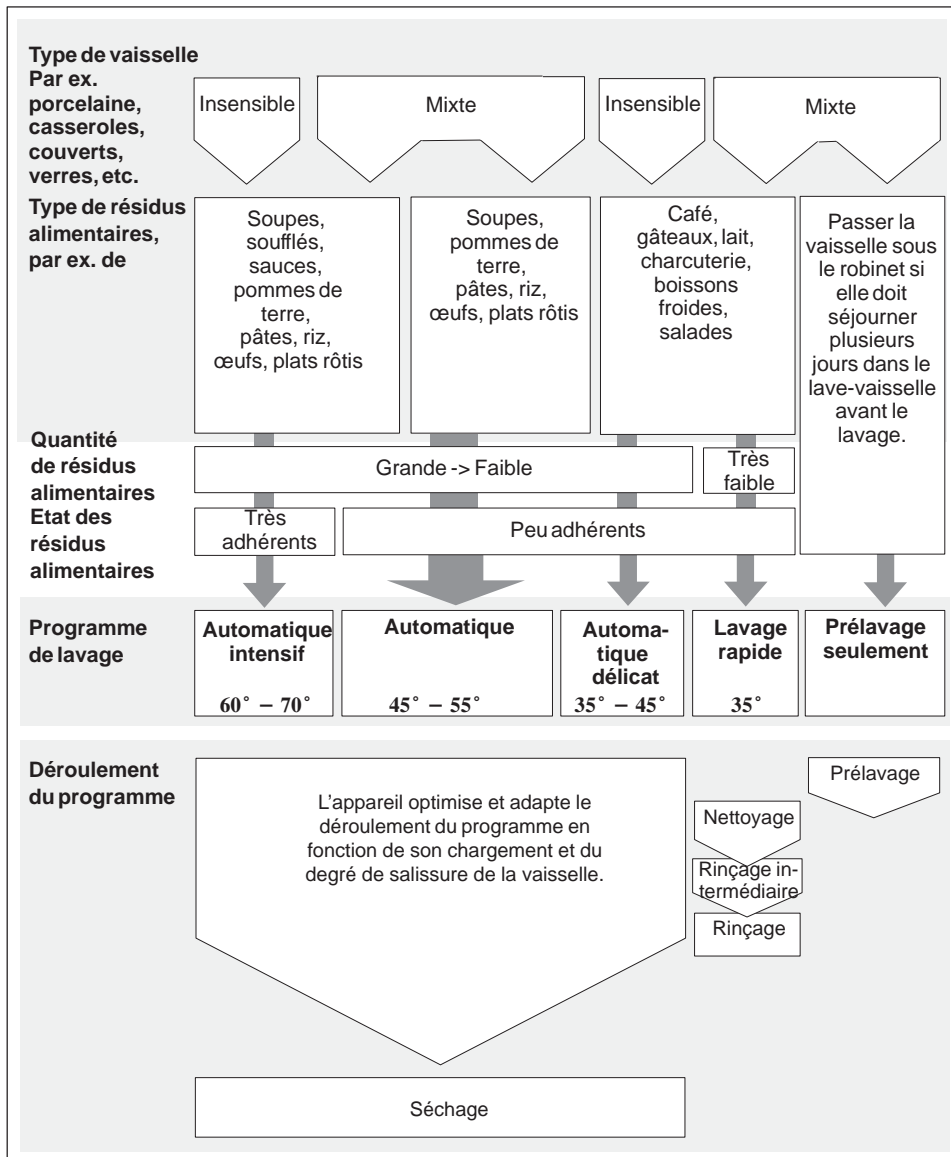 Type de vaisselle
Par ex.
porcelaine,
casseroles,
couverts,
verres, etc.
Insensible
Mixte
Insensible
Mixte
Type de résidus
alimentaires,
par ex. de
Soupes,
soufflés,
sauces,
pommes de
terre,
pâtes, riz,
œufs, plats rôtis
Soupes,
pommes de
terre,
pâtes, riz,
œufs, plats rôtis
Café,
gâteaux, lait,
charcuterie,
boissons
froides,
salades
Passer la
vaisselle sous
le robinet si
elle doit
séjourner
plusieurs
jours dans le
lave-vaisselle
avant le
lavage.
Quantité
de résidus
alimentaires
Grande -> Faible
Très
faible
Etat des
résidus
alimentaires
Très
adhérents
Peu adhérents
Programme
de lavage
Automatique
intensif
60° – 70°
Automatique
45° – 55°
Automa-
tique
délicat
35° – 45°
Lavage
rapide
35°
Prélavage
seulement
Déroulement
du programme
L'appareil optimise et adapte le
déroulement du programme en
fonction de son chargement et du
degré de salissure de la vaisselle.
Nettoyage
Rinçage in-
termédiaire
Rinçage
Prélavage
Séchage